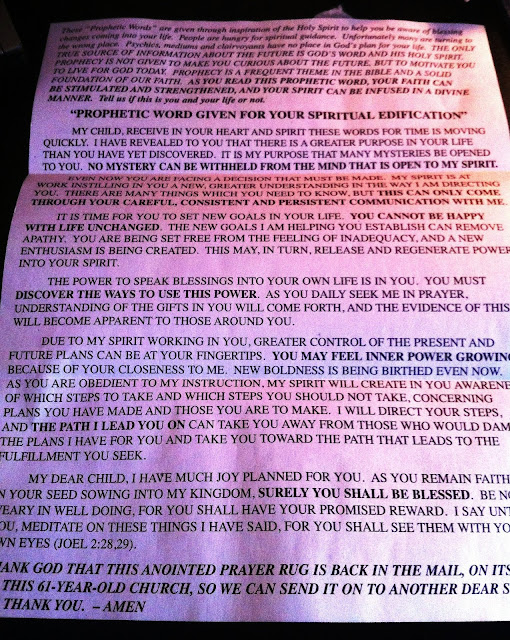 These "Prophetic Words" are given through inspiration of the Holy Spirit to help you be aware of blessing
changes coming into your life. People are hungry for spiritual guidance. Unfortunately many are turning to
the wrong place. Psychics, mediums and clairvoyants have no place in God's plan for your life. THE ONLY
TRUE SOURCE OF INFORMATION ABOUT THE FUTURE IS GOD'S WORD AND HIS HOLY SPIRIT.
PROPHECY IS NOT GIVEN TO MAKE YOU CURIOUS ABOUT THE FUTURE, BUT TO MOTIVATE YOU
TO LIVE FOR GOD TODAY. PROPHECY IS A FREQUENT THEME IN THE BIBLE AND A SOLID
FOUNDATION OF OUR FAITH. AS YOU READ THIS PROPHETIC WORD, YOUR FAITH CAN
BE STIMULATED AND STRENGTHENED, AND YOUR SPIRIT CAN BE INFUSED IN A DIVINE
MANNER. Tell us if this is you and your life or not.
"PROPHETIC WORD GIVEN FOR YOUR SPIRITUAL EDIFICATION"
MY CHILD, RECEIVE IN YOUR HEART AND SPIRIT THESE WORDS FOR TIME IS MOVING
QUICKLY. I HAVE REVEALED TO YOU THAT THERE IS A GREATER PURPOSE IN YOUR LIFE
THAN YOU HAVE YET DISCOVERED. IT IS MY PURPOSE THAT MANY MYSTERIES BE OPENED
TO YOU. NO MYSTERY CAN BE WITHHELD FROM THE MIND THAT IS OPEN TO MY SPIRIT.
EVEN NOW YOU ARE FACING A DECISION THAT MUST BE MADE. MY SPIRIT IS AT
WORK INSTILLING IN YOU A NEW, GREATER UNDERSTANDING IN THE WAY I AM DIRECTING
YOU. THERE ARE MANY THINGS WHICH YOU NEED TO KNOW, BUT THIS CAN ONLY COME
THROUGH YOUR CAREFUL, CONSISTENT AND PERSISTENT COMMUNICATION WITH ME.
IT IS TIME FOR YOU TO SET NEW GOALS IN YOUR LIFE. YOU CANNOT BE HAPPY
WITH LIFE UNCHANGED. THE NEW GOALS I AM HELPING YOU ESTABLISH CAN REMOVE
APATHY. YOU ARE BEING SET FREE FROM THE FEELING OF INADEQUACY, AND A NEW
ENTHUSIASM IS BEING CREATED. THIS MAY, IN TURN, RELEASE AND REGENERATE POWER
INTO YOUR SPIRIT.
THE POWER TO SPEAK BLESSINGS INTO YOUR OWN LIFE IS IN YOU. YOU MUST
DISCOVER THE WAYS TO USE THIS POWER. AS YOU DAILY SEEK ME IN PRAYER,
UNDERSTANDING OF THE GIFTS IN YOU WILL COME FORTH, AND THE EVIDENCE OF THIS
WILL BECOME APPARENT TO THOSE AROUND YOU.
DUE TO MY SPIRIT WORKING IN YOU, GREATER CONTROL OF THE PRESENT AND
FUTURE PLANS CAN BE AT YOUR FINGERTIPS. YOU MAY FEEL INNER POWER GROWING
BECAUSE OF YOUR CLOSENESS TO ME. NEW BOLDNESS IS BEING BIRTHED EVEN NOW.
AS YOU ARE OBEDIENT TO MY INSTRUCTION, MY SPIRIT WILL CREATE IN YOU AWARENE
OF WHICH STEPS TO TAKE AND WHICH STEPS YOU SHOULD NOT TAKE, CONCERNING
PLANS YOU HAVE MADE AND THOSE YOU ARE TO MAKE. I WILL DIRECT YOUR STEPS,
AND THE PATH I LEAD YOU ON CAN TAKE YOU AWAY FROM THOSE WHO WOULD DAM
THE PLANS I HAVE FOR YOU AND TAKE YOU TOWARD THE PATH THAT LEADS TO THE
FULFILLMENT YOU SEEK.
MY DEAR CHILD, I HAVE MUCH JOY PLANNED FOR YOU. AS YOU REMAIN FAITH
N YOUR SEED SOWING INTO MY KINGDOM, SURELY YOU SHALL BE BLESSED. BE NO
WEARY IN WELL DOING, FOR YOU SHALL HAVE YOUR PROMISED REWARD. I SAY UNT
OU, MEDITATE ON THESE THINGS I HAVE SAID, FOR YOU SHALL SEE THEM WITH YO
WN EYES (JOEL 2:28,29).
HANK GOD THAT THIS ANOINTED PRAYER RUG IS BACK IN THE MAIL, ON ITS
THIS 61-YEAR-OLD CHURCH, SO WE CAN SEND IT ON TO ANOTHER DEAR S
THANK YOU. – AMEN